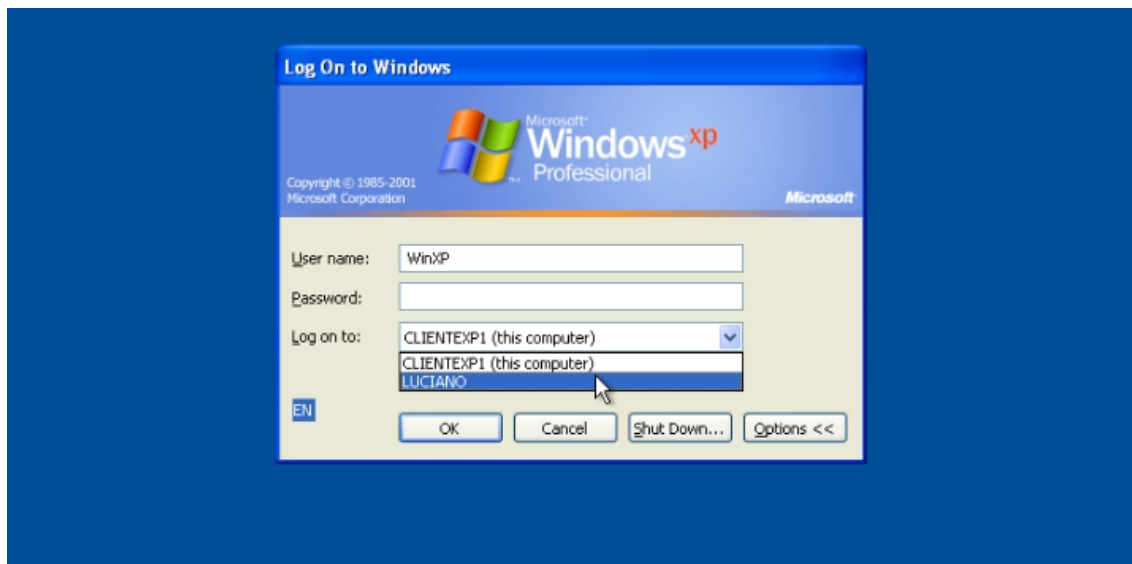 Log On to Windows
Microsoft®
Windows xp
Professional
Copyright © 1985-2001
Microsoft Corporation
Microsoft
User name: WinXP
Password:
Log on to: CLIENTEXP1 (this computer)
CLIENTEXP1 (this computer)
LUCIANO
EN
OK Cancel Shut Down... Options <<